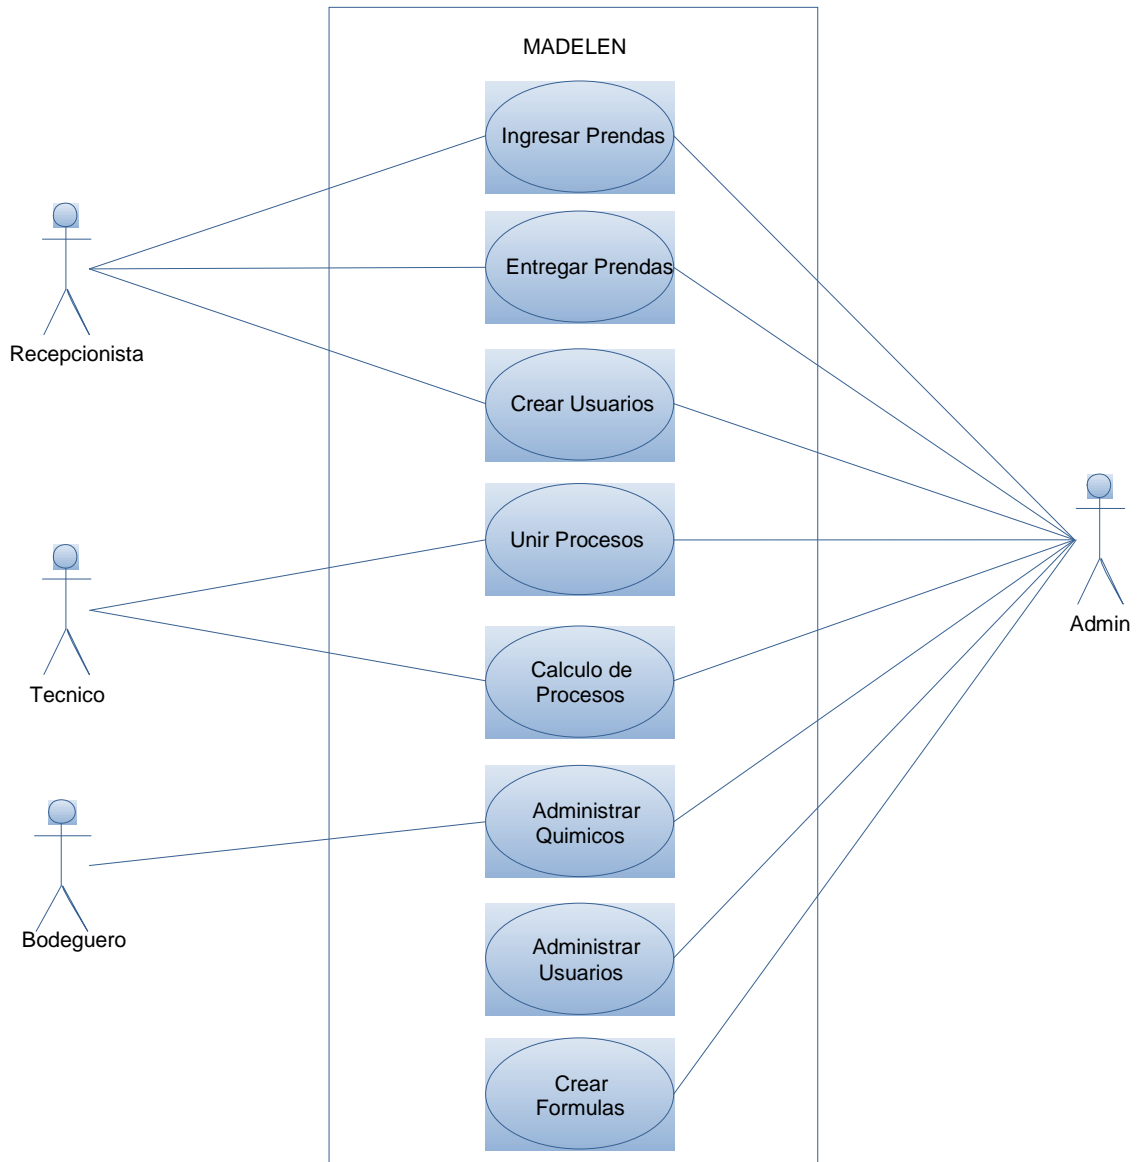 MADELEN
Ingresar Prendas
Entregar Prendas
Recepcionista
Crear Usuarios
Unir Procesos
Admin
Calculo de
Procesos
Tecnico
Administrar
Quimicos
Bodeguero
Administrar
Usuarios
Crear
Formulas